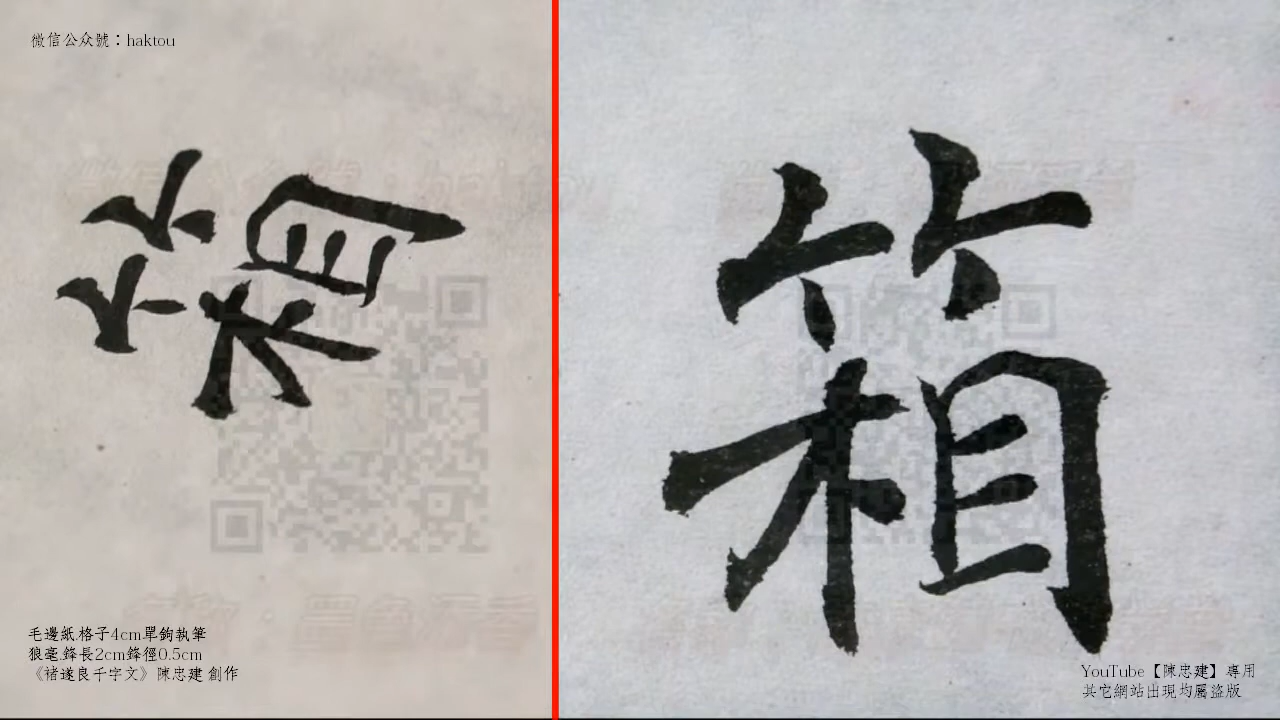 微信公众號：haktou
箱
箱
毛邊紙.格子4cm單鉤執筆
狼毫.鋒長2cm鋒徑0.5cm
《褚遂良千字文》陳忠建 創作
YouTube【陳忠建】專用
其它網站出現均屬盜版